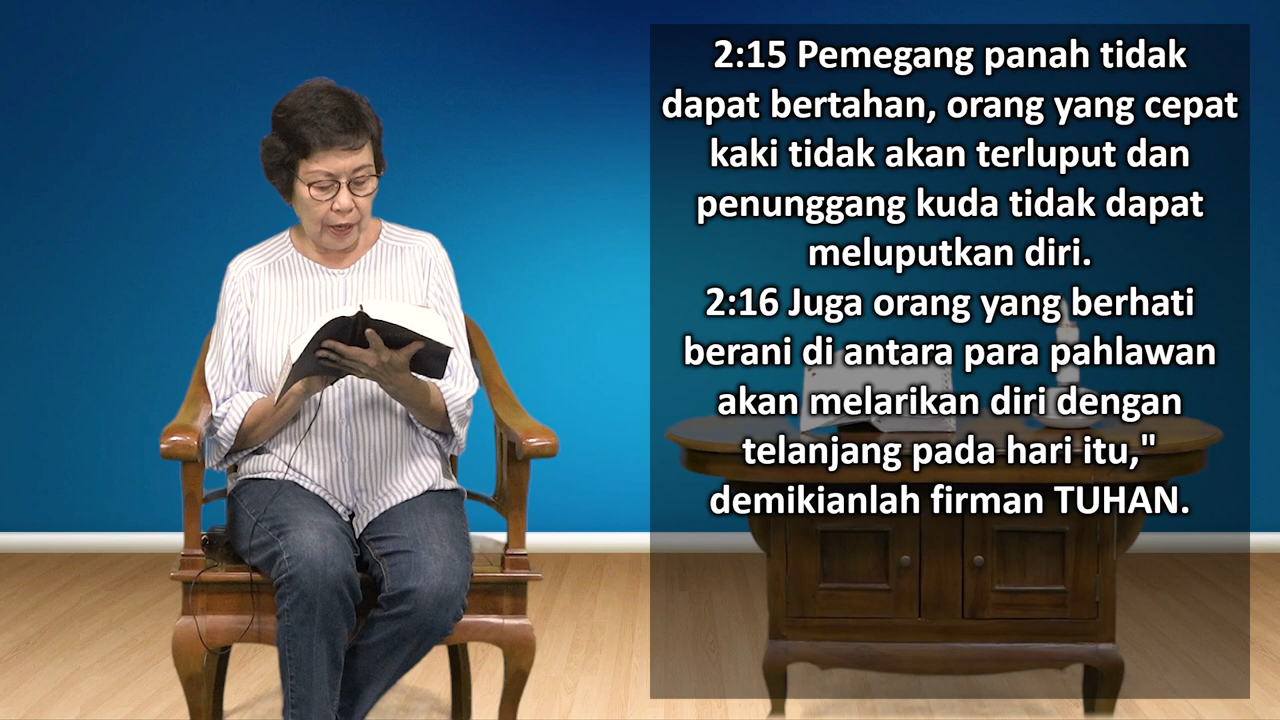 2:15 Pemegang panah tidak
dapat bertahan, orang yang cepat
kaki tidak akan terluput dan
penunggang kuda tidak dapat
meluputkan diri.
2:16 Juga orang yang berhati
berani di antara para pahlawan
akan melarikan diri dengan
telanjang pada hari itu,"
demikianlah firman TUHAN.